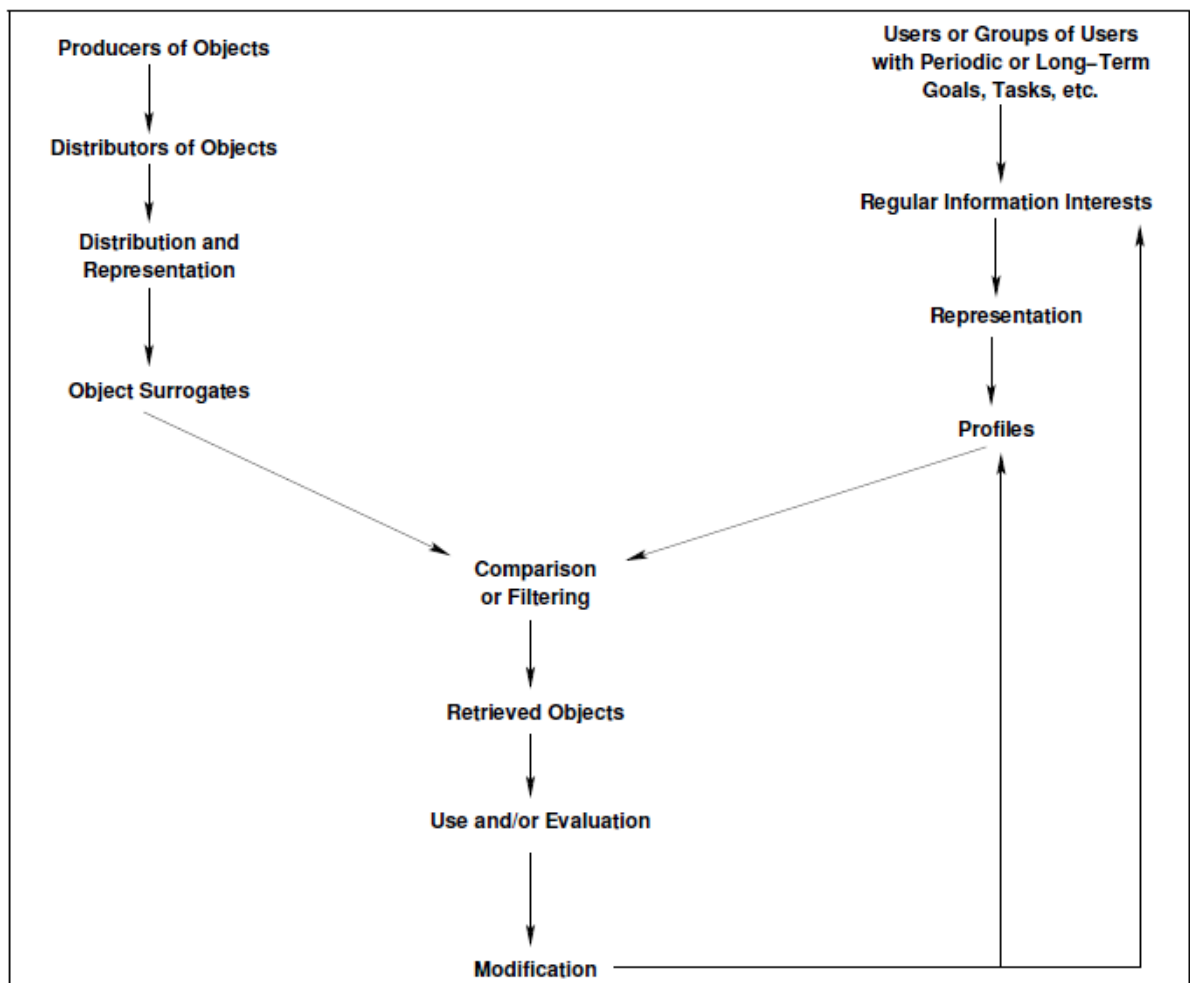 Producers of Objects
Distributors of Objects
Distribution and
Representation
Object Surrogates
Users or Groups of Users
with Periodic or Long–Term
Goals, Tasks, etc.
Regular Information Interests
Representation
Profiles
Comparison
or Filtering
Retrieved Objects
Use and/or Evaluation
Modification